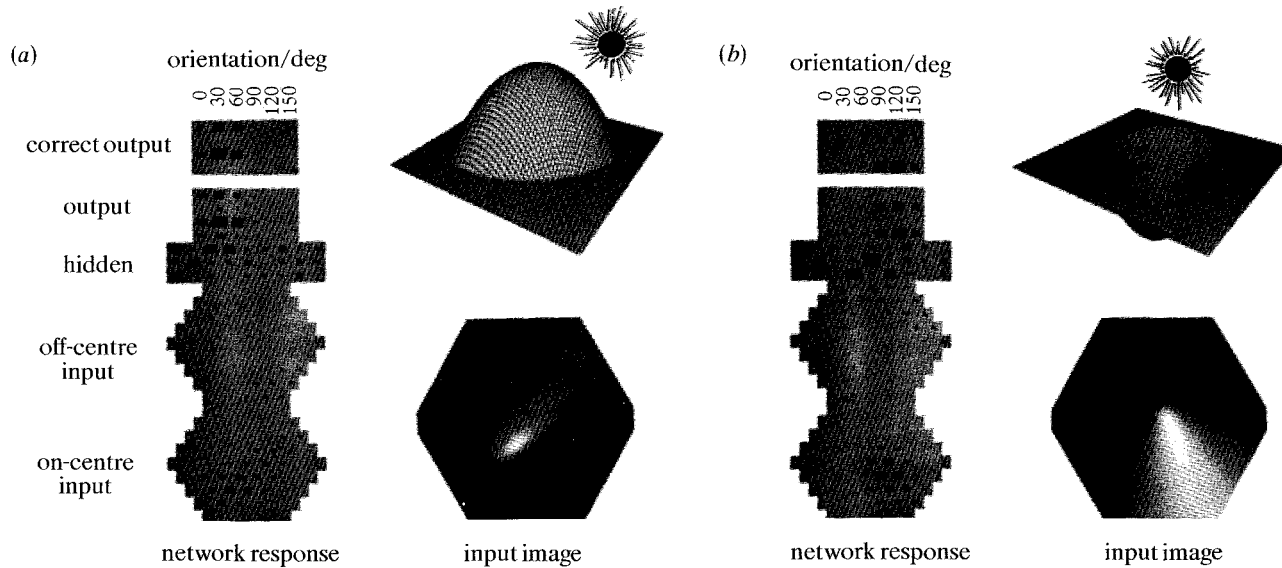 (a)
orientation/deg
0 30 60 90 120 150
correct output
output
hidden
off-centre
input
on-centre
input
network response
input image
(b)
orientation/deg
0 30 60 90 120 150
network response
input image